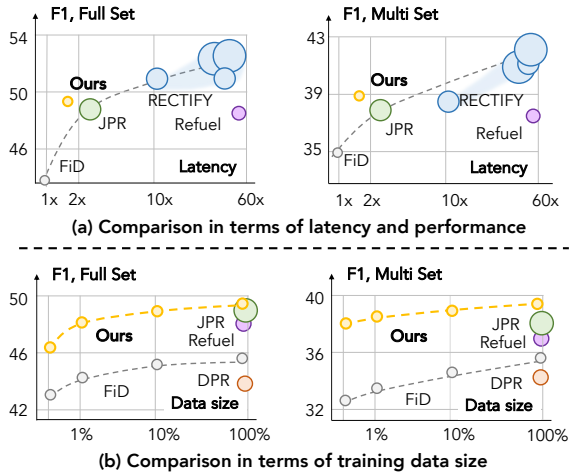 F1, Full Set
54
50
46
Ours
RECTIFY
JPR
Refuel
FiD
Latency
1x 2x 10x 60x
F1, Multi Set
43
39
35
Ours
RECTIFY
JPR
Refuel
FiD
Latency
1x 2x 10x 60x
(a) Comparison in terms of latency and performance
F1, Full Set
50
46
42
Ours
JPR
Refuel
FiD
DPR
Data size
1% 10% 100%
F1, Multi Set
40
36
32
Ours
JPR
Refuel
FiD
DPR
Data size
1% 10% 100%
(b) Comparison in terms of training data size